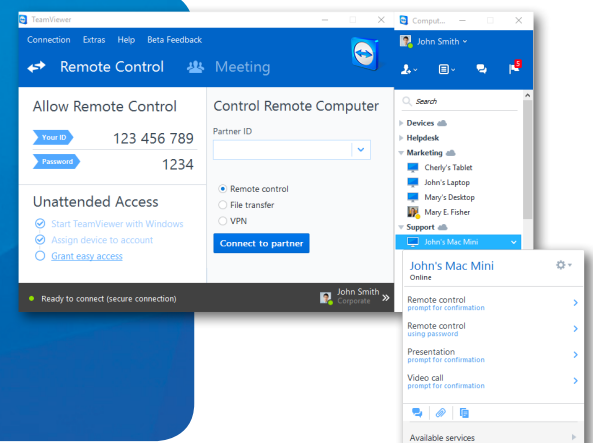 TeamViewer
Connection Extras Help Beta Feedback
Remote Control Meeting
Allow Remote Control
Your ID 123 456 789
Password 1234
Unattended Access
Start TeamViewer with Windows
Assign device to account
Grant easy access
Control Remote Computer
Partner ID
Remote control
File transfer
VPN
Connect to partner
Ready to connect (secure connection)
John Smith
Corporate
Comput...
John Smith
5
Search
Devices
Helpdesk
Marketing
Cherly's Tablet
John's Laptop
Mary's Desktop
Mary E. Fisher
Support
John's Mac Mini
John's Mac Mini
Online
Remote control
prompt for confirmation
Remote control
using password
Presentation
prompt for confirmation
Video call
prompt for confirmation
Available services